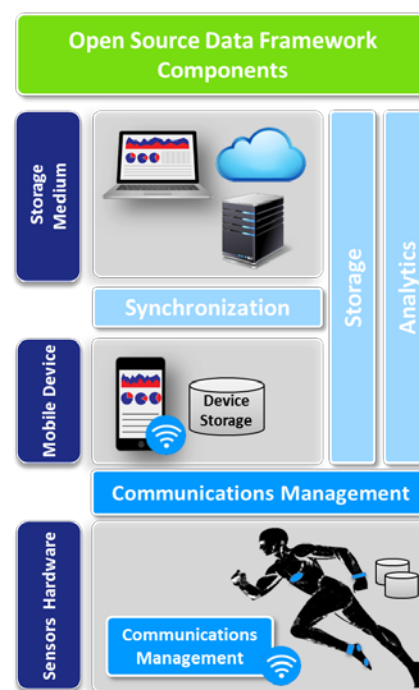 Open Source Data Framework
Components
Storage
Medium
Synchronization
Storage
Analytics
Mobile Device
Device
Storage
Communications Management
Sensors Hardware
Communications
Management